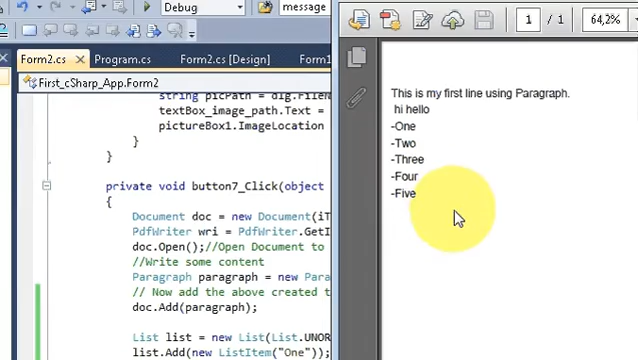 Debug
message
Form2.cs
Program.cs
Form2.cs [Design]
Form1
First_cSharp_App.Form2
string picPath = dlg.FileN
textBox_image_path.Text =
pictureBox1.ImageLocation
}
}
private void button7_Click(object
{
Document doc = new Document(iT
PdfWriter wri = PdfWriter.GetI
doc.Open();//Open Document to
//Write some content
Paragraph paragraph = new Para
// Now add the above created t
doc.Add(paragraph);
List list = new List(List.UNOR
list.Add(new ListItem("One"));
1 / 1
64,2%
This is my first line using Paragraph.
hi hello
-One
-Two
-Three
-Four
-Five